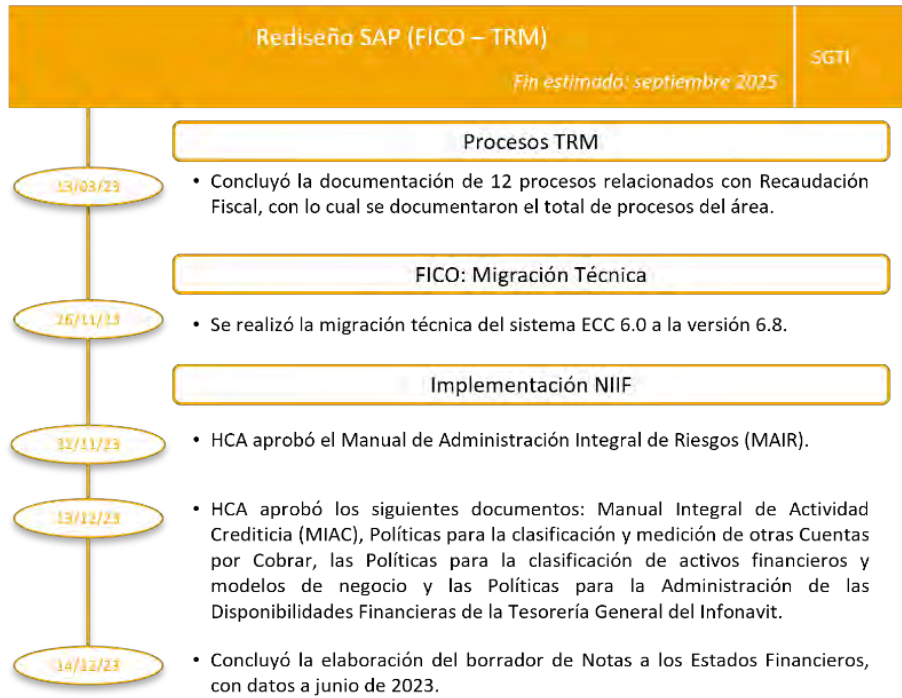 Rediseño SAP (FICO – TRM)
SGTI
Fin estimado: septiembre 2025
Procesos TRM
13/03/23
• Concluyó la documentación de 12 procesos relacionados con Recaudación
Fiscal, con lo cual se documentaron el total de procesos del área.
FICO: Migración Técnica
• Se realizó la migración técnica del sistema ECC 6.0 a la versión 6.8.
Implementación NIIF
• HCA aprobó el Manual de Administración Integral de Riesgos (MAIR).
13/12/23
• HCA aprobó los siguientes documentos: Manual Integral de Actividad
Crediticia (MIAC), Políticas para la clasificación y medición de otras Cuentas
por Cobrar, las Políticas para la clasificación de activos financieros y
modelos de negocio y las Políticas para la Administración de las
Disponibilidades Financieras de la Tesorería General del Infonavit.
14/12/23
• Concluyó la elaboración del borrador de Notas a los Estados Financieros,
con datos a junio de 2023.